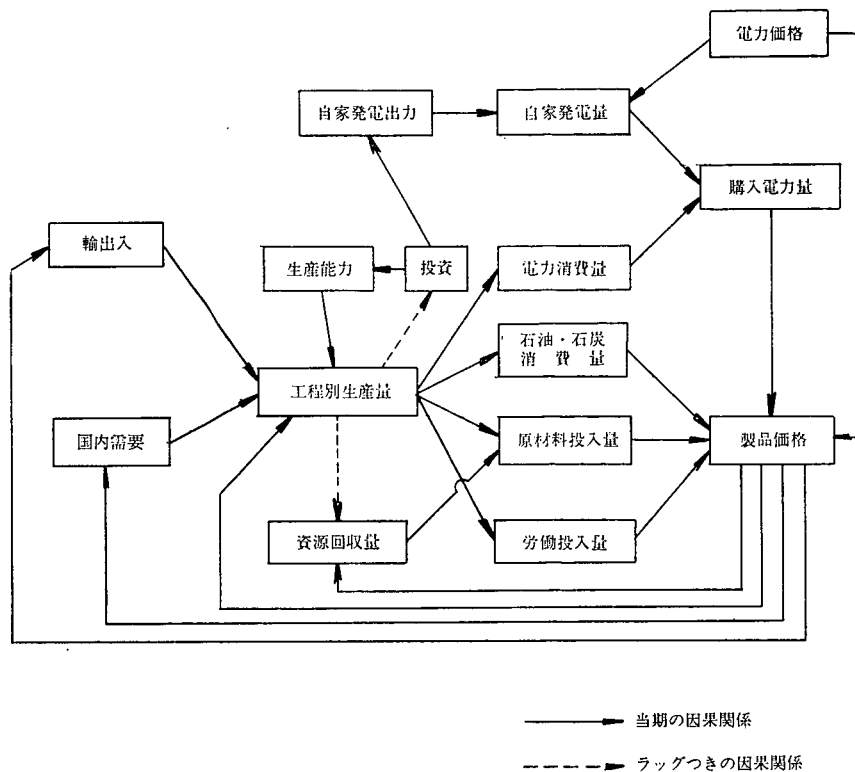 電力価格
自家発電出力
自家発電量
購入電力量
輸出入
生産能力
投資
電力消費量
石油・石炭
消費量
工程別生産量
国内需要
原材料投入量
製品価格
資源回収量
労働投入量
当期の因果関係
ラッグつきの因果関係